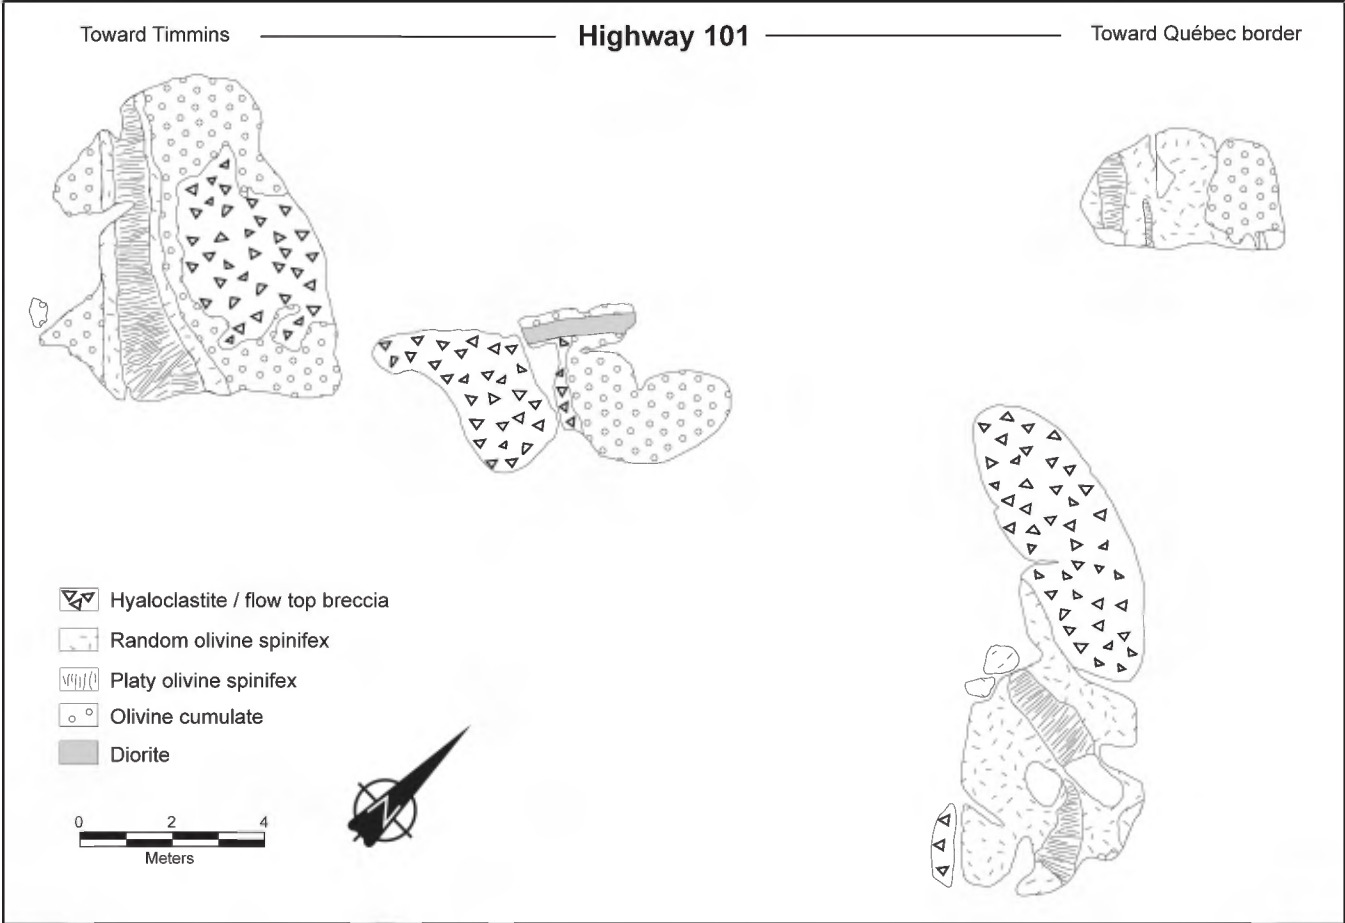 Toward Timmins Highway 101 Toward Québec border
Hyaloclastite / flow top breccia
Random olivine spinifex
Platy olivine spinifex
Olivine cumulate
Diorite
N
0 2 4
Meters